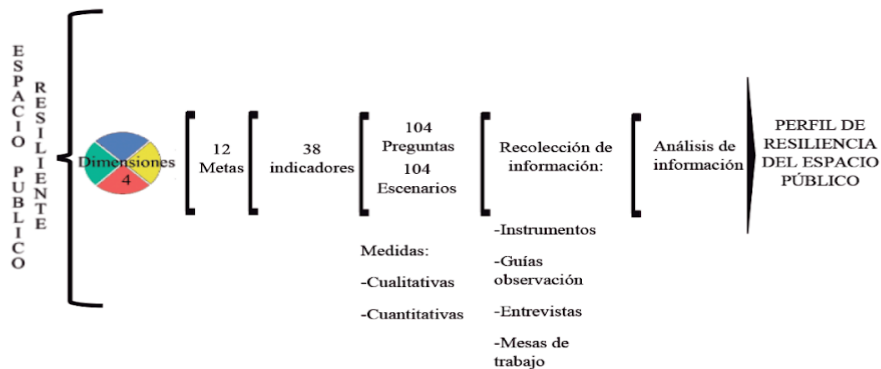 ESPACIO PUBLICO
RESILIENTE
Dimensiones
4
12
Metas
38
indicadores
104
Preguntas
104
Escenarios
Medidas:
-Cualitativas
-Cuantitativas
Recolección de
información:
-Instrumentos
-Guías
observación
-Entrevistas
-Mesas de
trabajo
Análisis de
información
PERFIL DE
RESILIENCIA
DEL ESPACIO
PÚBLICO